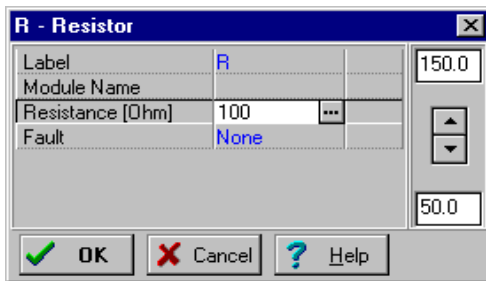 R - Resistor
Label R
Module Name
Resistance [Ohm] 100 ...
Fault None
150.0
50.0
OK Cancel ? Help